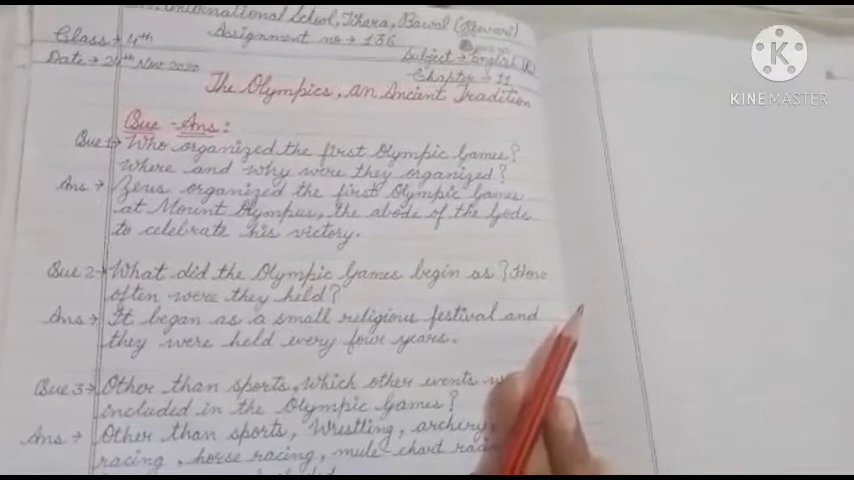 International School, Ihara, Bawal (Rewari)
Class → 4th
Assignment no → 136
Date → 24th Nov 2020
Subject → English
Chapter → 11
The Olympics, an Ancient Tradition
Que - Ans:
Que 1→ Who organized the first Olympic Games?
Where and why were they organized?
Ans → Zeus organized the first Olympic Games
at Mount Olympus, the abode of the Gods
to celebrate his victory.
Que 2→ What did the Olympic Games begin as? How
often were they held?
Ans → It began as a small religious festival and
they were held every four years.
Que 3→ Other than sports, which other events
included in the Olympic Games?
Ans → Other than sports, Wrestling, archery,
racing, horse racing, mule-chart racin
KINEMASTER